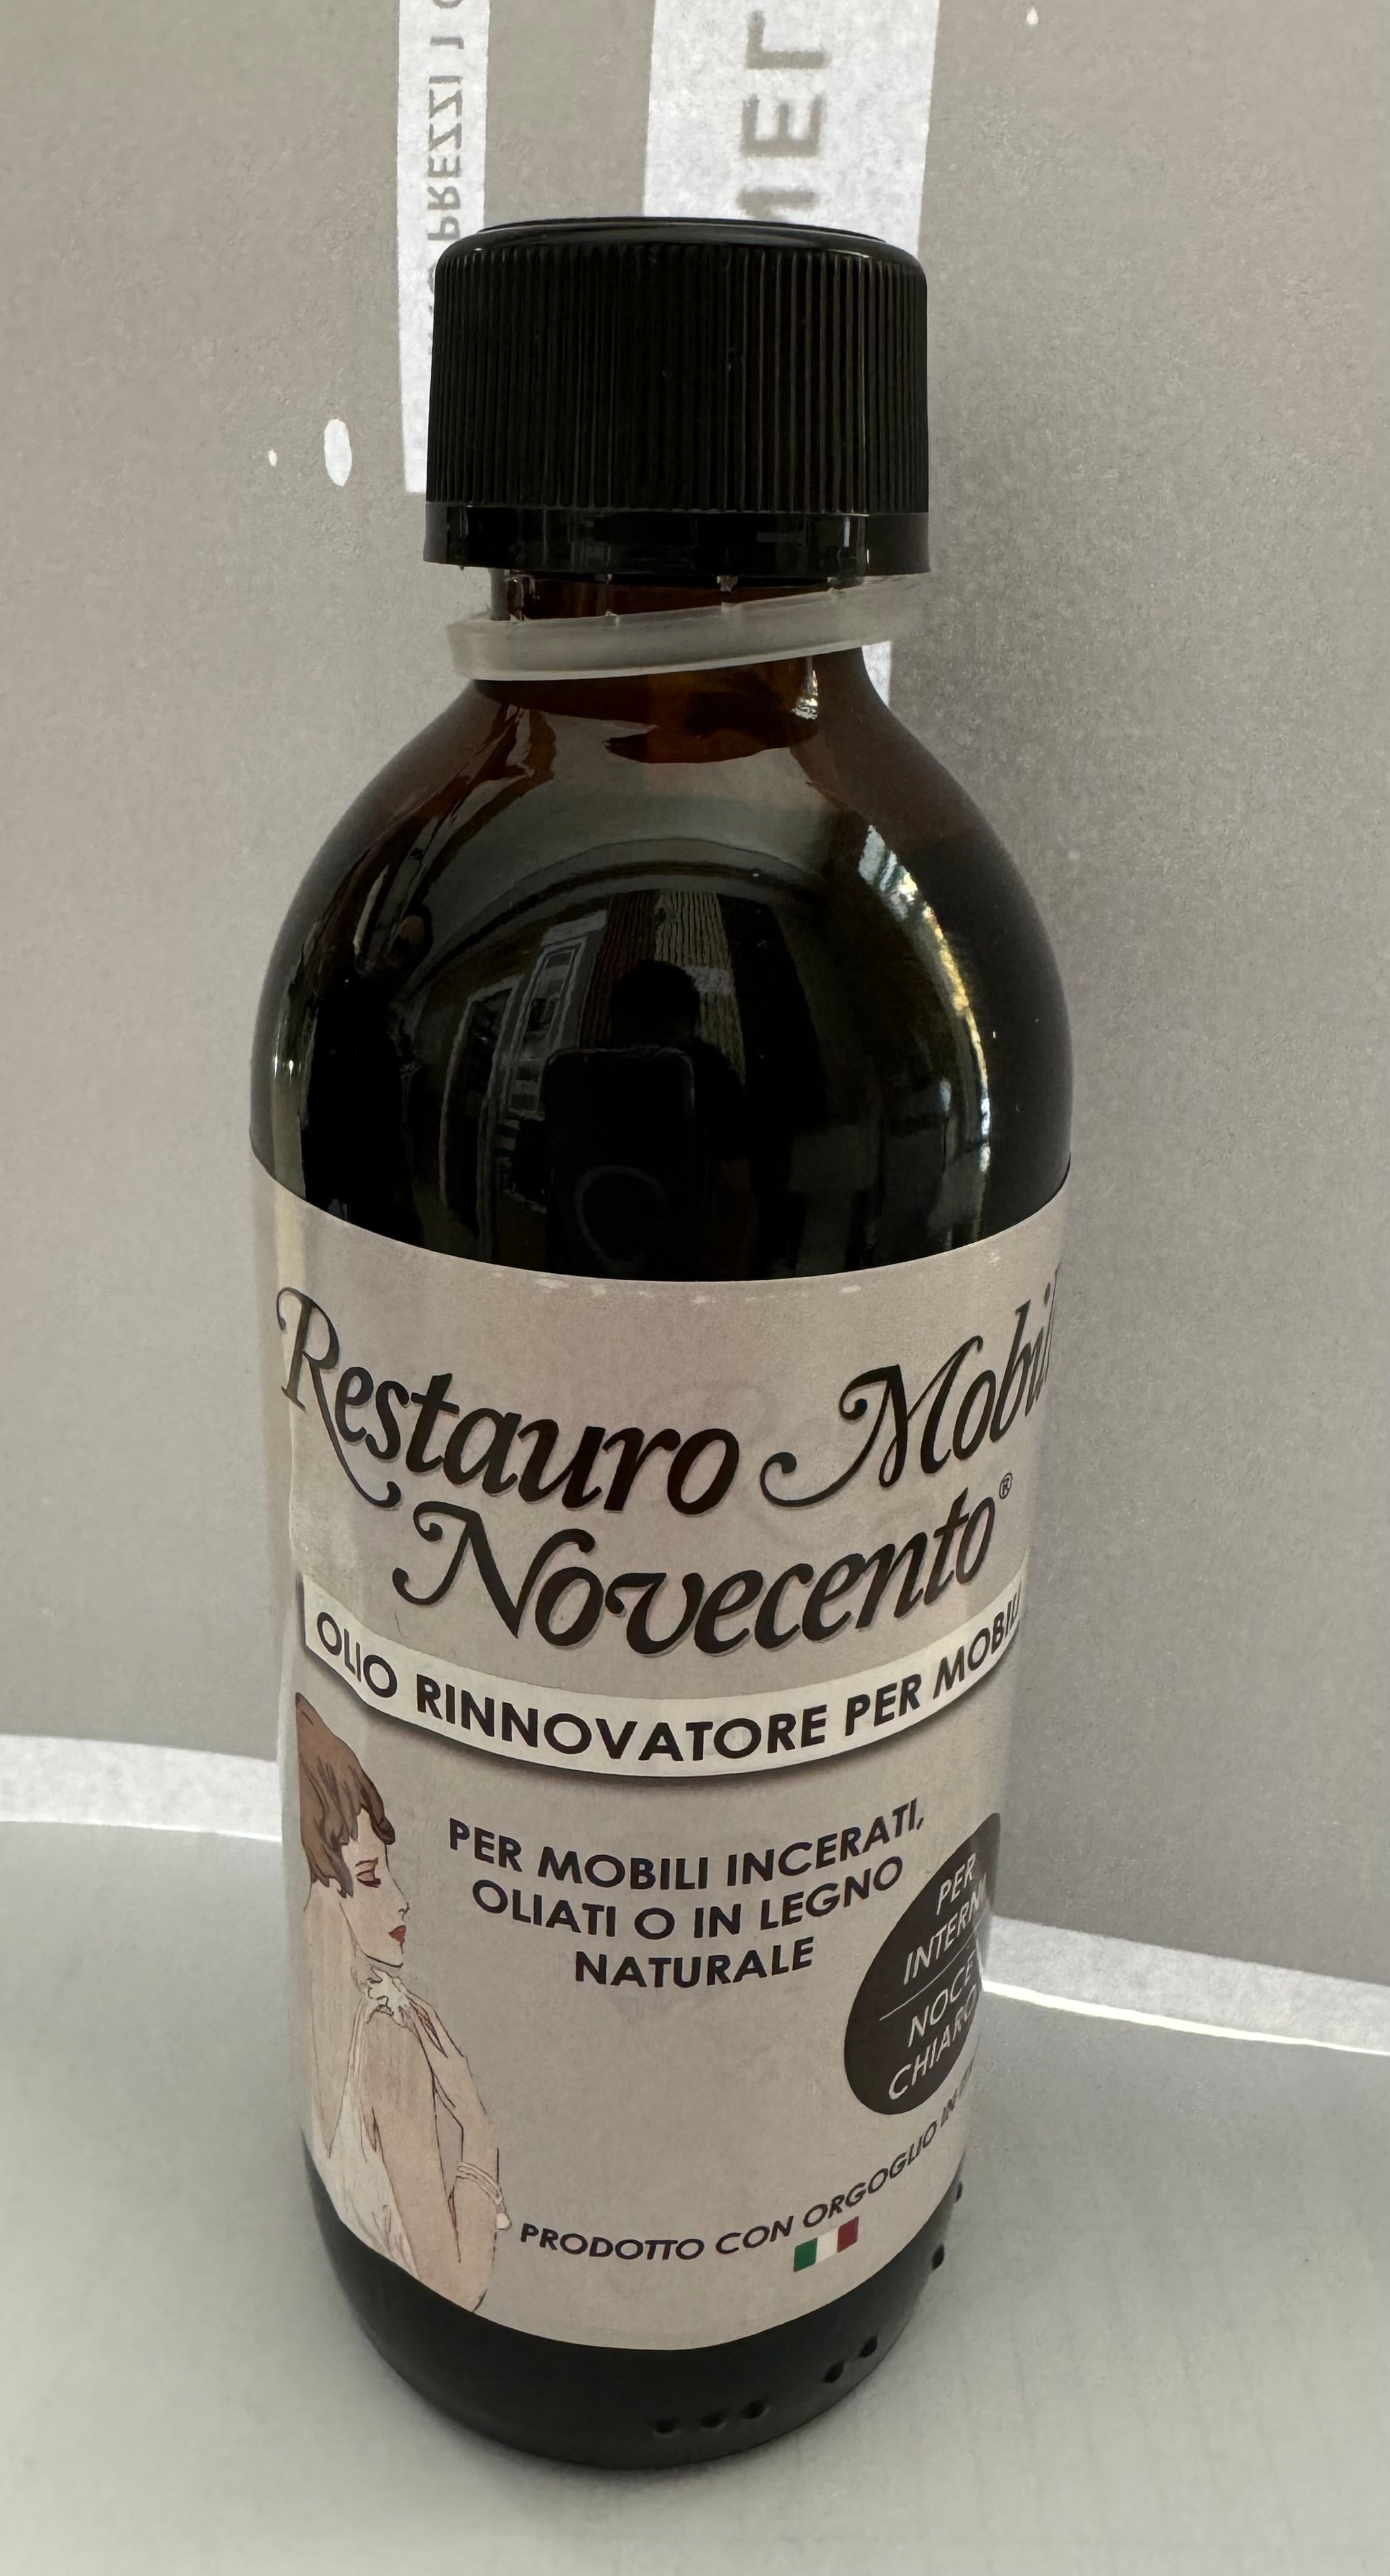 PREZZI
Restauro Mobili
Novecento®
OLIO RINNOVATORE PER MOBILI
PER MOBILI INCERATI,
OLIATI O IN LEGNO
NATURALE
PER
INTERNI
NOCE
CHIARO
PRODOTTO CON ORGOGLIO IN